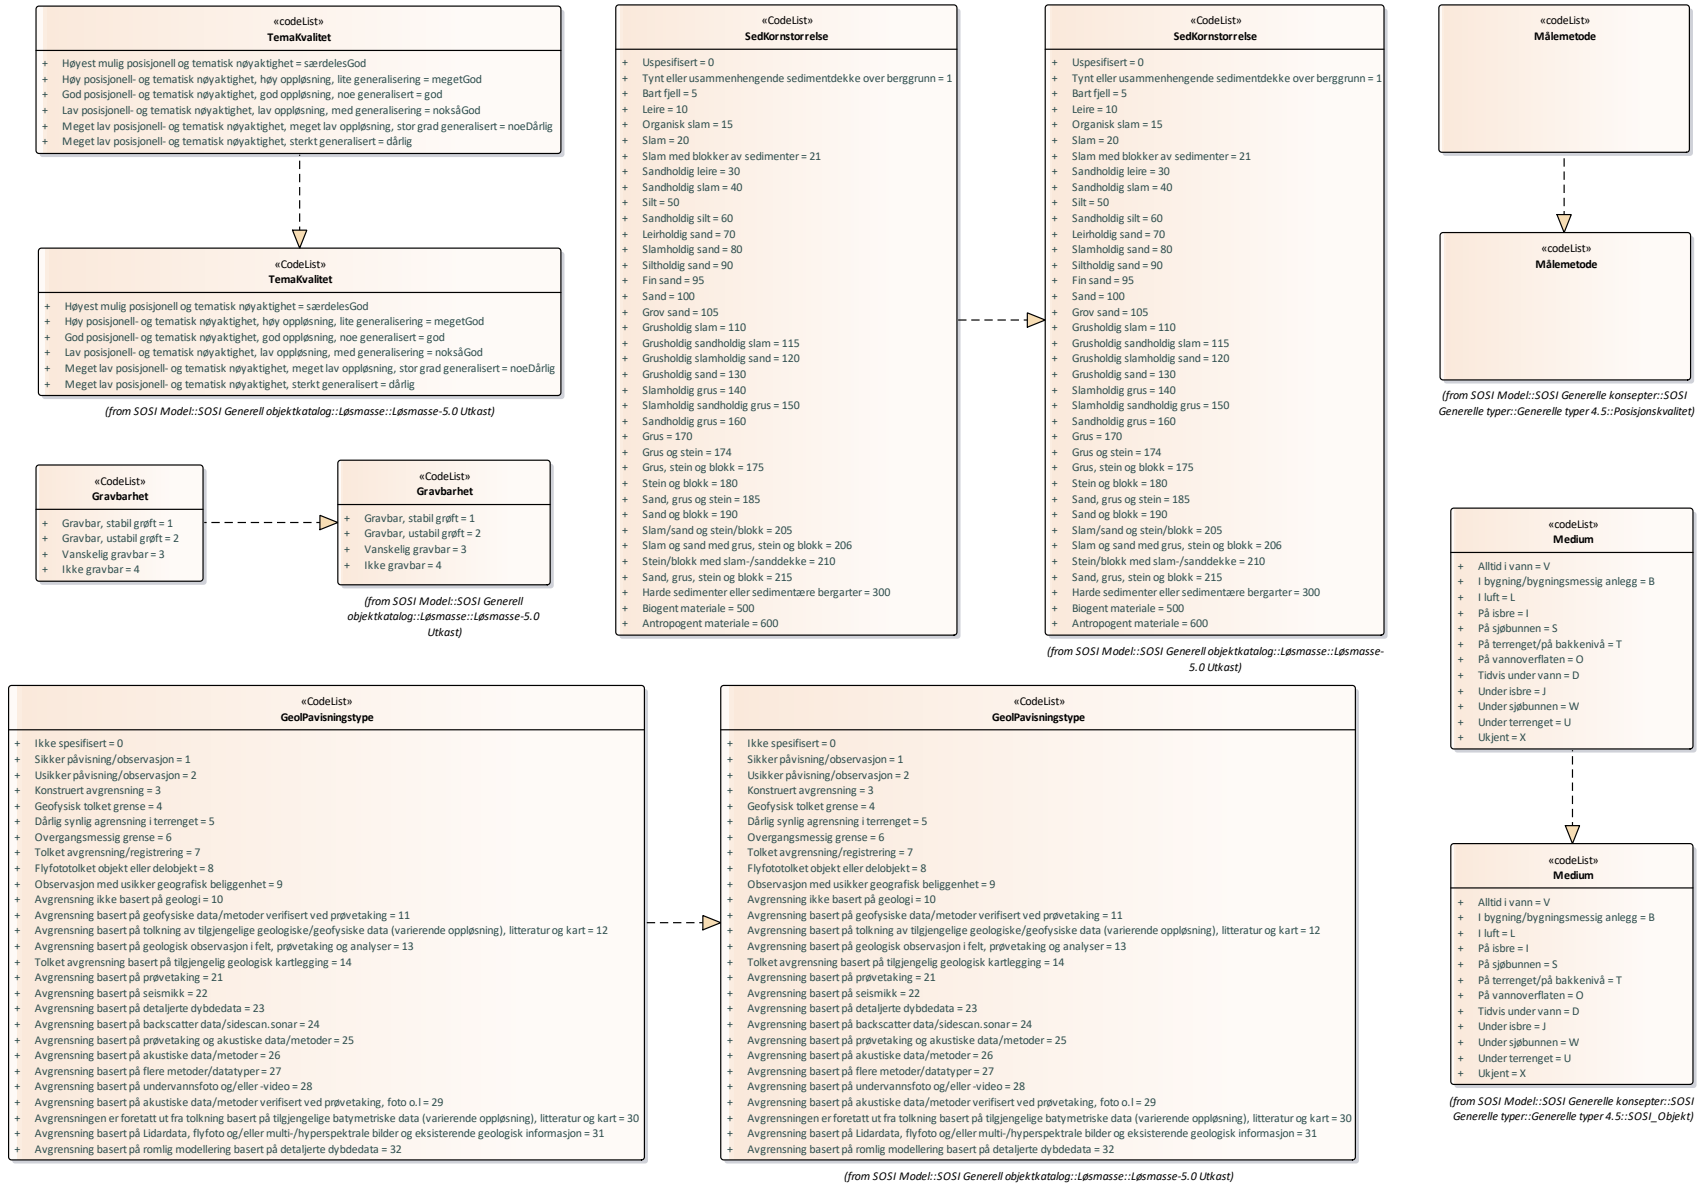 «codeList»
TemaKvalitet
+ Høyest mulig posisjonell og tematisk nøyaktighet = særdelesGod
+ Høy posisjonell- og tematisk nøyaktighet, høy oppløsning, lite generalisering = megetGod
+ God posisjonell- og tematisk nøyaktighet, god oppløsning, noe generalisert = god
+ Lav posisjonell- og tematisk nøyaktighet, lav oppløsning, med generalisering = noksåGod
+ Meget lav posisjonell- og tematisk nøyaktighet, meget lav oppløsning, stor grad generalisert = noeDårlig
+ Meget lav posisjonell- og tematisk nøyaktighet, sterkt generalisert = dårlig
«CodeList»
TemaKvalitet
+ Høyest mulig posisjonell og tematisk nøyaktighet = særdelesGod
+ Høy posisjonell- og tematisk nøyaktighet, høy oppløsning, lite generalisering = megetGod
+ God posisjonell- og tematisk nøyaktighet, god oppløsning, noe generalisert = god
+ Lav posisjonell- og tematisk nøyaktighet, lav oppløsning, med generalisering = noksåGod
+ Meget lav posisjonell- og tematisk nøyaktighet, meget lav oppløsning, stor grad generalisert = noeDårlig
+ Meget lav posisjonell- og tematisk nøyaktighet, sterkt generalisert = dårlig
(from SOSI Model::SOSI Generell objektkatalog::Løsmasse::Løsmasse-5.0 Utkast)
«CodeList»
Gravbarhet
+ Gravbar, stabil grøft = 1
+ Gravbar, ustabil grøft = 2
+ Vanskelig gravbar = 3
+ Ikke gravbar = 4
«CodeList»
Gravbarhet
+ Gravbar, stabil grøft = 1
+ Gravbar, ustabil grøft = 2
+ Vanskelig gravbar = 3
+ Ikke gravbar = 4
(from SOSI Model::SOSI Generell
objektkatalog::Løsmasse::Løsmasse-5.0
Utkast)
«CodeList»
SedKornstorrelse
+ Uspesifisert = 0
+ Tynt eller usammenhengende sedimentdekke over berggrunn = 1
+ Bart fjell = 5
+ Leire = 10
+ Organisk slam = 15
+ Slam = 20
+ Slam med blokker av sedimenter = 21
+ Sandholdig leire = 30
+ Sandholdig slam = 40
+ Silt = 50
+ Sandholdig silt = 60
+ Leirholdig sand = 70
+ Slamholdig sand = 80
+ Siltholdig sand = 90
+ Fin sand = 95
+ Sand = 100
+ Grov sand = 105
+ Grusholdig slam = 110
+ Grusholdig sandholdig slam = 115
+ Grusholdig slamholdig sand = 120
+ Grusholdig sand = 130
+ Slamholdig grus = 140
+ Slamholdig sandholdig grus = 150
+ Sandholdig grus = 160
+ Grus = 170
+ Grus og stein = 174
+ Grus, stein og blokk = 175
+ Stein og blokk = 180
+ Sand, grus og stein = 185
+ Sand og blokk = 190
+ Slam/sand og stein/blokk = 205
+ Slam og sand med grus, stein og blokk = 206
+ Stein/blokk med slam-/sanddekke = 210
+ Sand, grus, stein og blokk = 215
+ Harde sedimenter eller sedimentære bergarter = 300
+ Biogent materiale = 500
+ Antropogent materiale = 600
«CodeList»
SedKornstorrelse
+ Uspesifisert = 0
+ Tynt eller usammenhengende sedimentdekke over berggrunn = 1
+ Bart fjell = 5
+ Leire = 10
+ Organisk slam = 15
+ Slam = 20
+ Slam med blokker av sedimenter = 21
+ Sandholdig leire = 30
+ Sandholdig slam = 40
+ Silt = 50
+ Sandholdig silt = 60
+ Leirholdig sand = 70
+ Slamholdig sand = 80
+ Siltholdig sand = 90
+ Fin sand = 95
+ Sand = 100
+ Grov sand = 105
+ Grusholdig slam = 110
+ Grusholdig sandholdig slam = 115
+ Grusholdig slamholdig sand = 120
+ Grusholdig sand = 130
+ Slamholdig grus = 140
+ Slamholdig sandholdig grus = 150
+ Sandholdig grus = 160
+ Grus = 170
+ Grus og stein = 174
+ Grus, stein og blokk = 175
+ Stein og blokk = 180
+ Sand, grus og stein = 185
+ Sand og blokk = 190
+ Slam/sand og stein/blokk = 205
+ Slam og sand med grus, stein og blokk = 206
+ Stein/blokk med slam-/sanddekke = 210
+ Sand, grus, stein og blokk = 215
+ Harde sedimenter eller sedimentære bergarter = 300
+ Biogent materiale = 500
+ Antropogent materiale = 600
(from SOSI Model::SOSI Generell objektkatalog::Løsmasse::Løsmasse-
5.0 Utkast)
«CodeList»
Målemetode
«codeList»
Målemetode
(from SOSI Model::SOSI Generelle konsepter::SOSI
Generelle typer::Generelle typer 4.5::Posisjonskvalitet)
«codeList»
Medium
+ Alltid i vann = V
+ I bygning/bygningsmessig anlegg = B
+ I luft = L
+ På isbre = I
+ På sjøbunnen = S
+ På terrenget/på bakkenivå = T
+ På vannoverflaten = O
+ Tidvis under vann = D
+ Under isbre = J
+ Under sjøbunnen = W
+ Under terrenget = U
+ Ukjent = X
«codeList»
Medium
+ Alltid i vann = V
+ I bygning/bygningsmessig anlegg = B
+ I luft = L
+ På isbre = I
+ På sjøbunnen = S
+ På terrenget/på bakkenivå = T
+ På vannoverflaten = O
+ Tidvis under vann = D
+ Under isbre = J
+ Under sjøbunnen = W
+ Under terrenget = U
+ Ukjent = X
(from SOSI Model::SOSI Generelle konsepter::SOSI
Generelle typer::Generelle typer 4.5::SOSI_Objekt)
«CodeList»
GeolPavisningstype
+ Ikke spesifisert = 0
+ Sikker påvisning/observasjon = 1
+ Usikker påvisning/observasjon = 2
+ Konstruert avgrensning = 3
+ Geofysisk tolket grense = 4
+ Dårlig synlig agrensning i terrenget = 5
+ Overgangsmessig grense = 6
+ Tolket avgrensning/registrering = 7
+ Flyfototolket objekt eller delobjekt = 8
+ Observasjon med usikker geografisk beliggenhet = 9
+ Avgrensning ikke basert på geologi = 10
+ Avgrensning basert på geofysiske data/metoder verifisert ved prøvetaking = 11
+ Avgrensning basert på tolkning av tilgjengelige geologiske/geofysiske data (varierende oppløsning), litteratur og kart = 12
+ Avgrensning basert på geologisk observasjon i felt, prøvetaking og analyser = 13
+ Tolket avgrensning basert på tilgjengelig geologisk kartlegging = 14
+ Avgrensning basert på prøvetaking = 21
+ Avgrensning basert på seismikk = 22
+ Avgrensning basert på detaljerte dybdedata = 23
+ Avgrensning basert på backscatter data/sidescan.sonar = 24
+ Avgrensning basert på prøvetaking og akustiske data/metoder = 25
+ Avgrensning basert på akustiske data/metoder = 26
+ Avgrensning basert på flere metoder/datatyper = 27
+ Avgrensning basert på undervannsfoto og/eller -video = 28
+ Avgrensning basert på akustiske data/metoder verifisert ved prøvetaking, foto o.l = 29
+ Avgrensningen er foretatt ut fra tolkning basert på tilgjengelige batymetriske data (varierende oppløsning), litteratur og kart = 30
+ Avgrensning basert på Lidardata, flyfoto og/eller multi-/hyperspektrale bilder og eksisterende geologisk informasjon = 31
+ Avgrensning basert på romlig modellering basert på detaljerte dybdedata = 32
«CodeList»
GeolPavisningstype
+ Ikke spesifisert = 0
+ Sikker påvisning/observasjon = 1
+ Usikker påvisning/observasjon = 2
+ Konstruert avgrensning = 3
+ Geofysisk tolket grense = 4
+ Dårlig synlig agrensning i terrenget = 5
+ Overgangsmessig grense = 6
+ Tolket avgrensning/registrering = 7
+ Flyfototolket objekt eller delobjekt = 8
+ Observasjon med usikker geografisk beliggenhet = 9
+ Avgrensning ikke basert på geologi = 10
+ Avgrensning basert på geofysiske data/metoder verifisert ved prøvetaking = 11
+ Avgrensning basert på tolkning av tilgjengelige geologiske/geofysiske data (varierende oppløsning), litteratur og kart = 12
+ Avgrensning basert på geologisk observasjon i felt, prøvetaking og analyser = 13
+ Tolket avgrensning basert på tilgjengelig geologisk kartlegging = 14
+ Avgrensning basert på prøvetaking = 21
+ Avgrensning basert på seismikk = 22
+ Avgrensning basert på detaljerte dybdedata = 23
+ Avgrensning basert på backscatter data/sidescan.sonar = 24
+ Avgrensning basert på prøvetaking og akustiske data/metoder = 25
+ Avgrensning basert på akustiske data/metoder = 26
+ Avgrensning basert på flere metoder/datatyper = 27
+ Avgrensning basert på undervannsfoto og/eller -video = 28
+ Avgrensning basert på akustiske data/metoder verifisert ved prøvetaking, foto o.l = 29
+ Avgrensningen er foretatt ut fra tolkning basert på tilgjengelige batymetriske data (varierende oppløsning), litteratur og kart = 30
+ Avgrensning basert på Lidardata, flyfoto og/eller multi-/hyperspektrale bilder og eksisterende geologisk informasjon = 31
+ Avgrensning basert på romlig modellering basert på detaljerte dybdedata = 32
(from SOSI Model::SOSI Generell objektkatalog::Løsmasse::Løsmasse-5.0 Utkast)